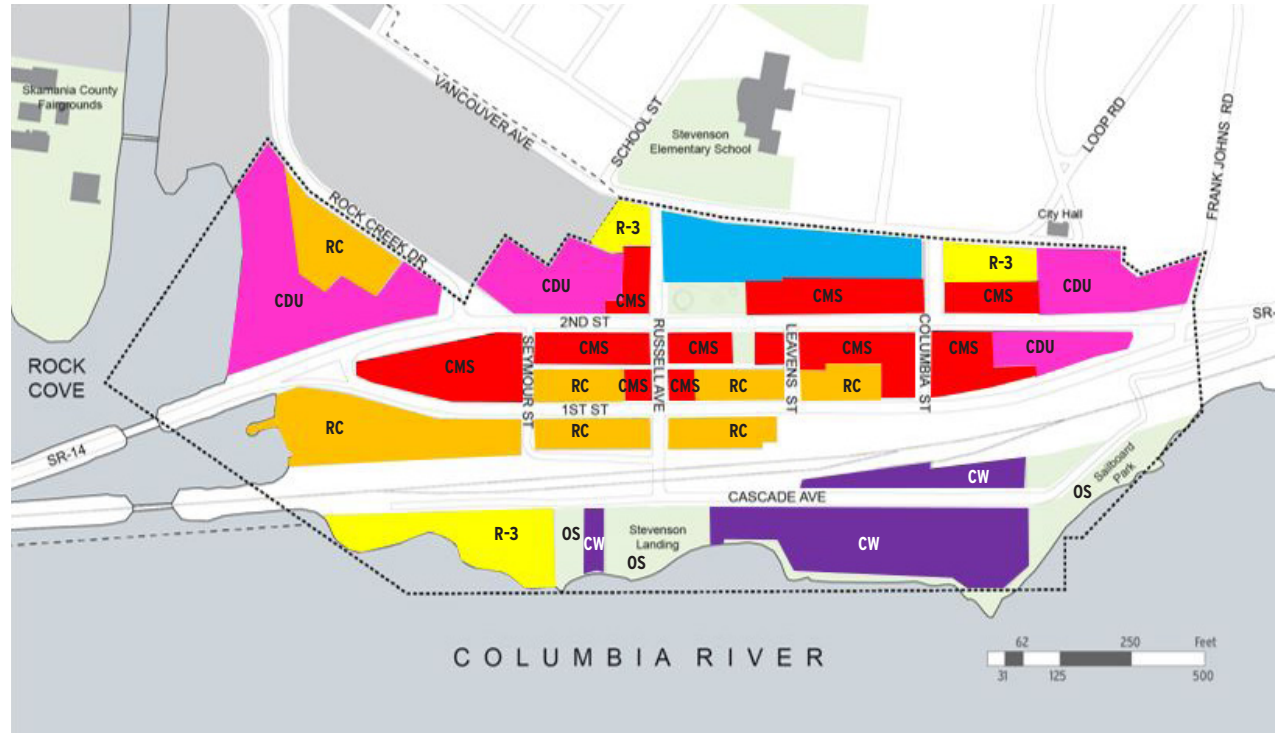 Skamania County
Fairgrounds
VANCOUVER AVE
SCHOOL ST
Stevenson
Elementary School
LOOP RD
FRANK JOHNS RD
City Hall
ROCK CREEK DR
R-3
RC
CDU
CDU
CMS
CMS
R-3
CMS
CDU
2ND ST
SR-
ROCK
COVE
SEYMOUR ST
RUSSELL AVE
LEAVENS ST
COLUMBIA ST
CMS
CMS
CMS
CMS
CMS
CDU
RC
CMS
CMS
RC
RC
1ST ST
RC
RC
RC
SR-14
CW
Sailboard
Park
OS
CASCADE AVE
R-3
OS
CW
Stevenson
Landing
OS
CW
COLUMBIA RIVER
62
250
Feet
31
125
500